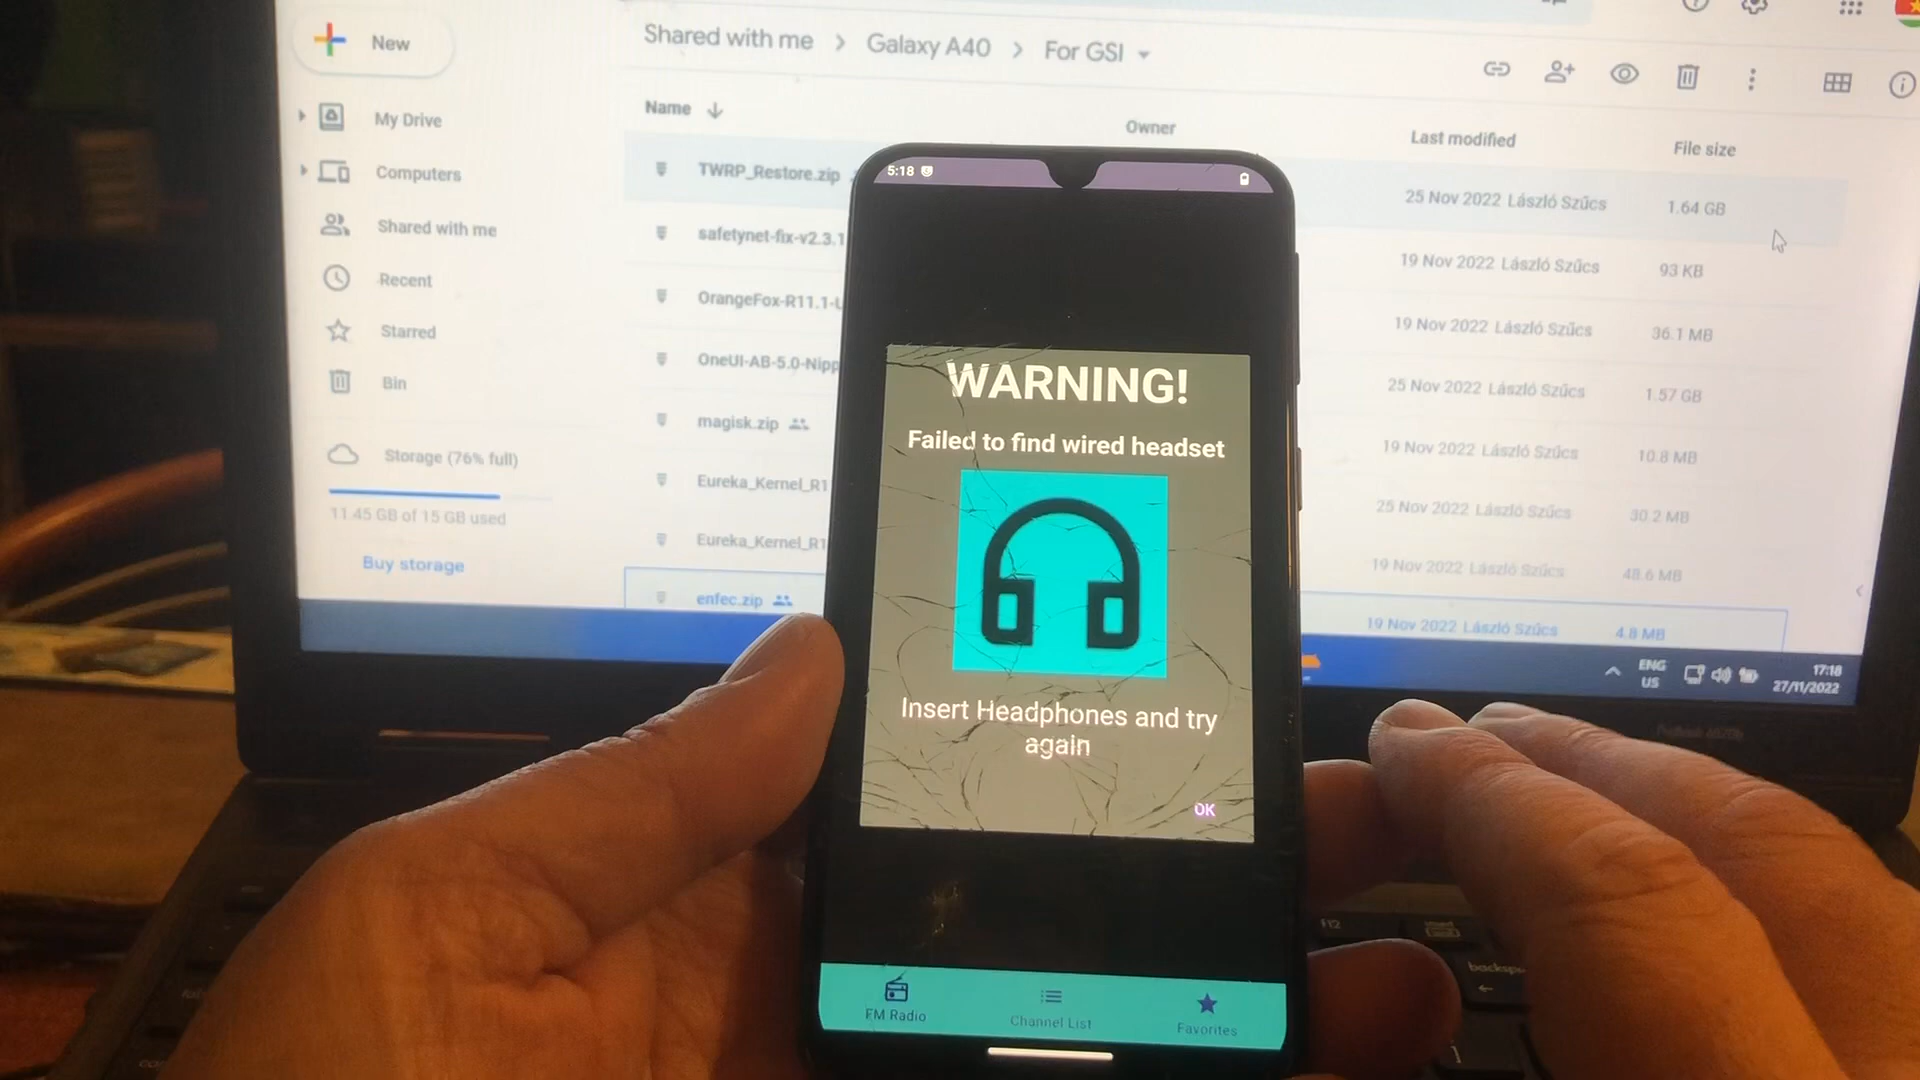 New
Shared with me > Galaxy A40 > For GSI
My Drive
Computers
Shared with me
Recent
Starred
Bin
Storage (76% full)
11.45 GB of 15 GB used
Buy storage
Name
Owner
Last modified
File size
TWRP_Restore.zip
25 Nov 2022 László Szűcs
1.64 GB
safetynet-fix-v2.3.1
19 Nov 2022 László Szűcs
93 KB
OrangeFox-R11.1-
19 Nov 2022 László Szűcs
36.1 MB
OneUI-AB-5.0-Nipp
25 Nov 2022 László Szűcs
1.57 GB
magisk.zip
19 Nov 2022 László Szűcs
10.8 MB
Eureka_Kernel_R1
25 Nov 2022 László Szűcs
30.2 MB
Eureka_Kernel_R1
19 Nov 2022 László Szűcs
48.6 MB
enfec.zip
19 Nov 2022 László Szűcs
4.8 MB
ENG
US
17:18
27/11/2022
5:18
WARNING!
Failed to find wired headset
Insert Headphones and try
again
OK
FM Radio
Channel List
Favorites
F12
backsp